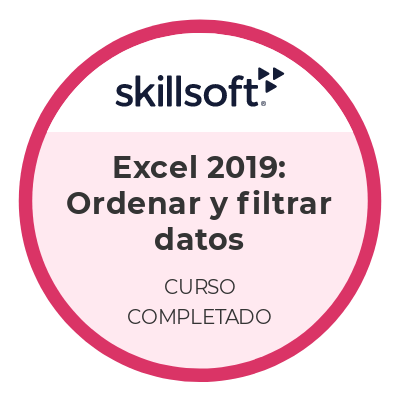 skillsoft®
Excel 2019:
Ordenar y filtrar
datos
CURSO
COMPLETADO